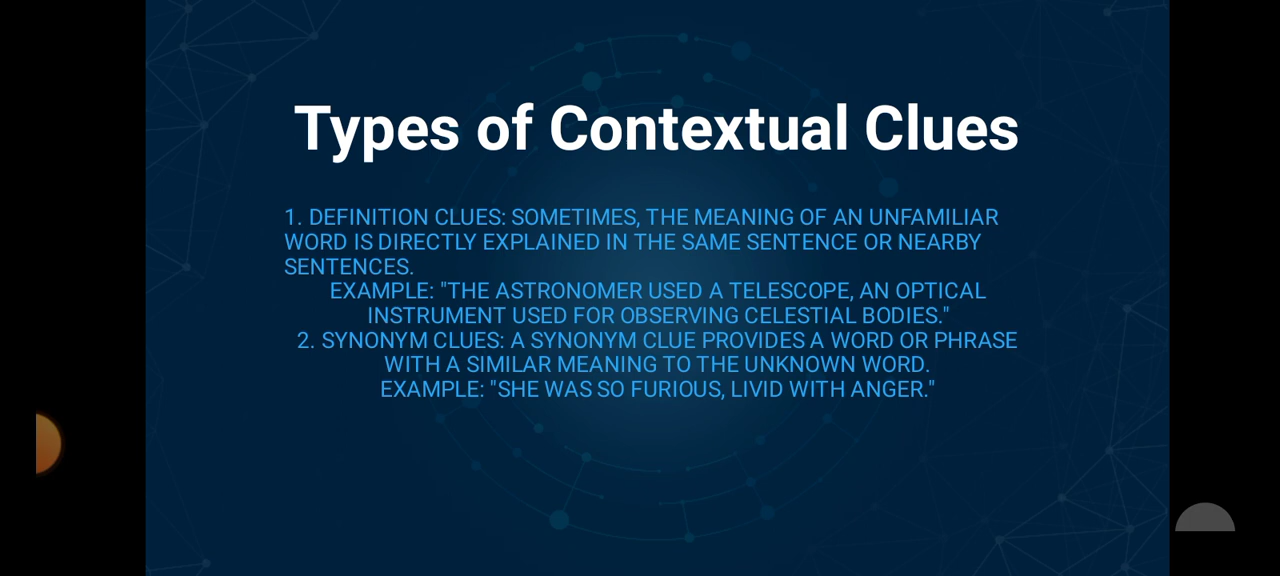 Types of Contextual Clues
1. DEFINITION CLUES: SOMETIMES, THE MEANING OF AN UNFAMILIAR
WORD IS DIRECTLY EXPLAINED IN THE SAME SENTENCE OR NEARBY
SENTENCES.
EXAMPLE: "THE ASTRONOMER USED A TELESCOPE, AN OPTICAL
INSTRUMENT USED FOR OBSERVING CELESTIAL BODIES."
2. SYNONYM CLUES: A SYNONYM CLUE PROVIDES A WORD OR PHRASE
WITH A SIMILAR MEANING TO THE UNKNOWN WORD.
EXAMPLE: "SHE WAS SO FURIOUS, LIVID WITH ANGER."